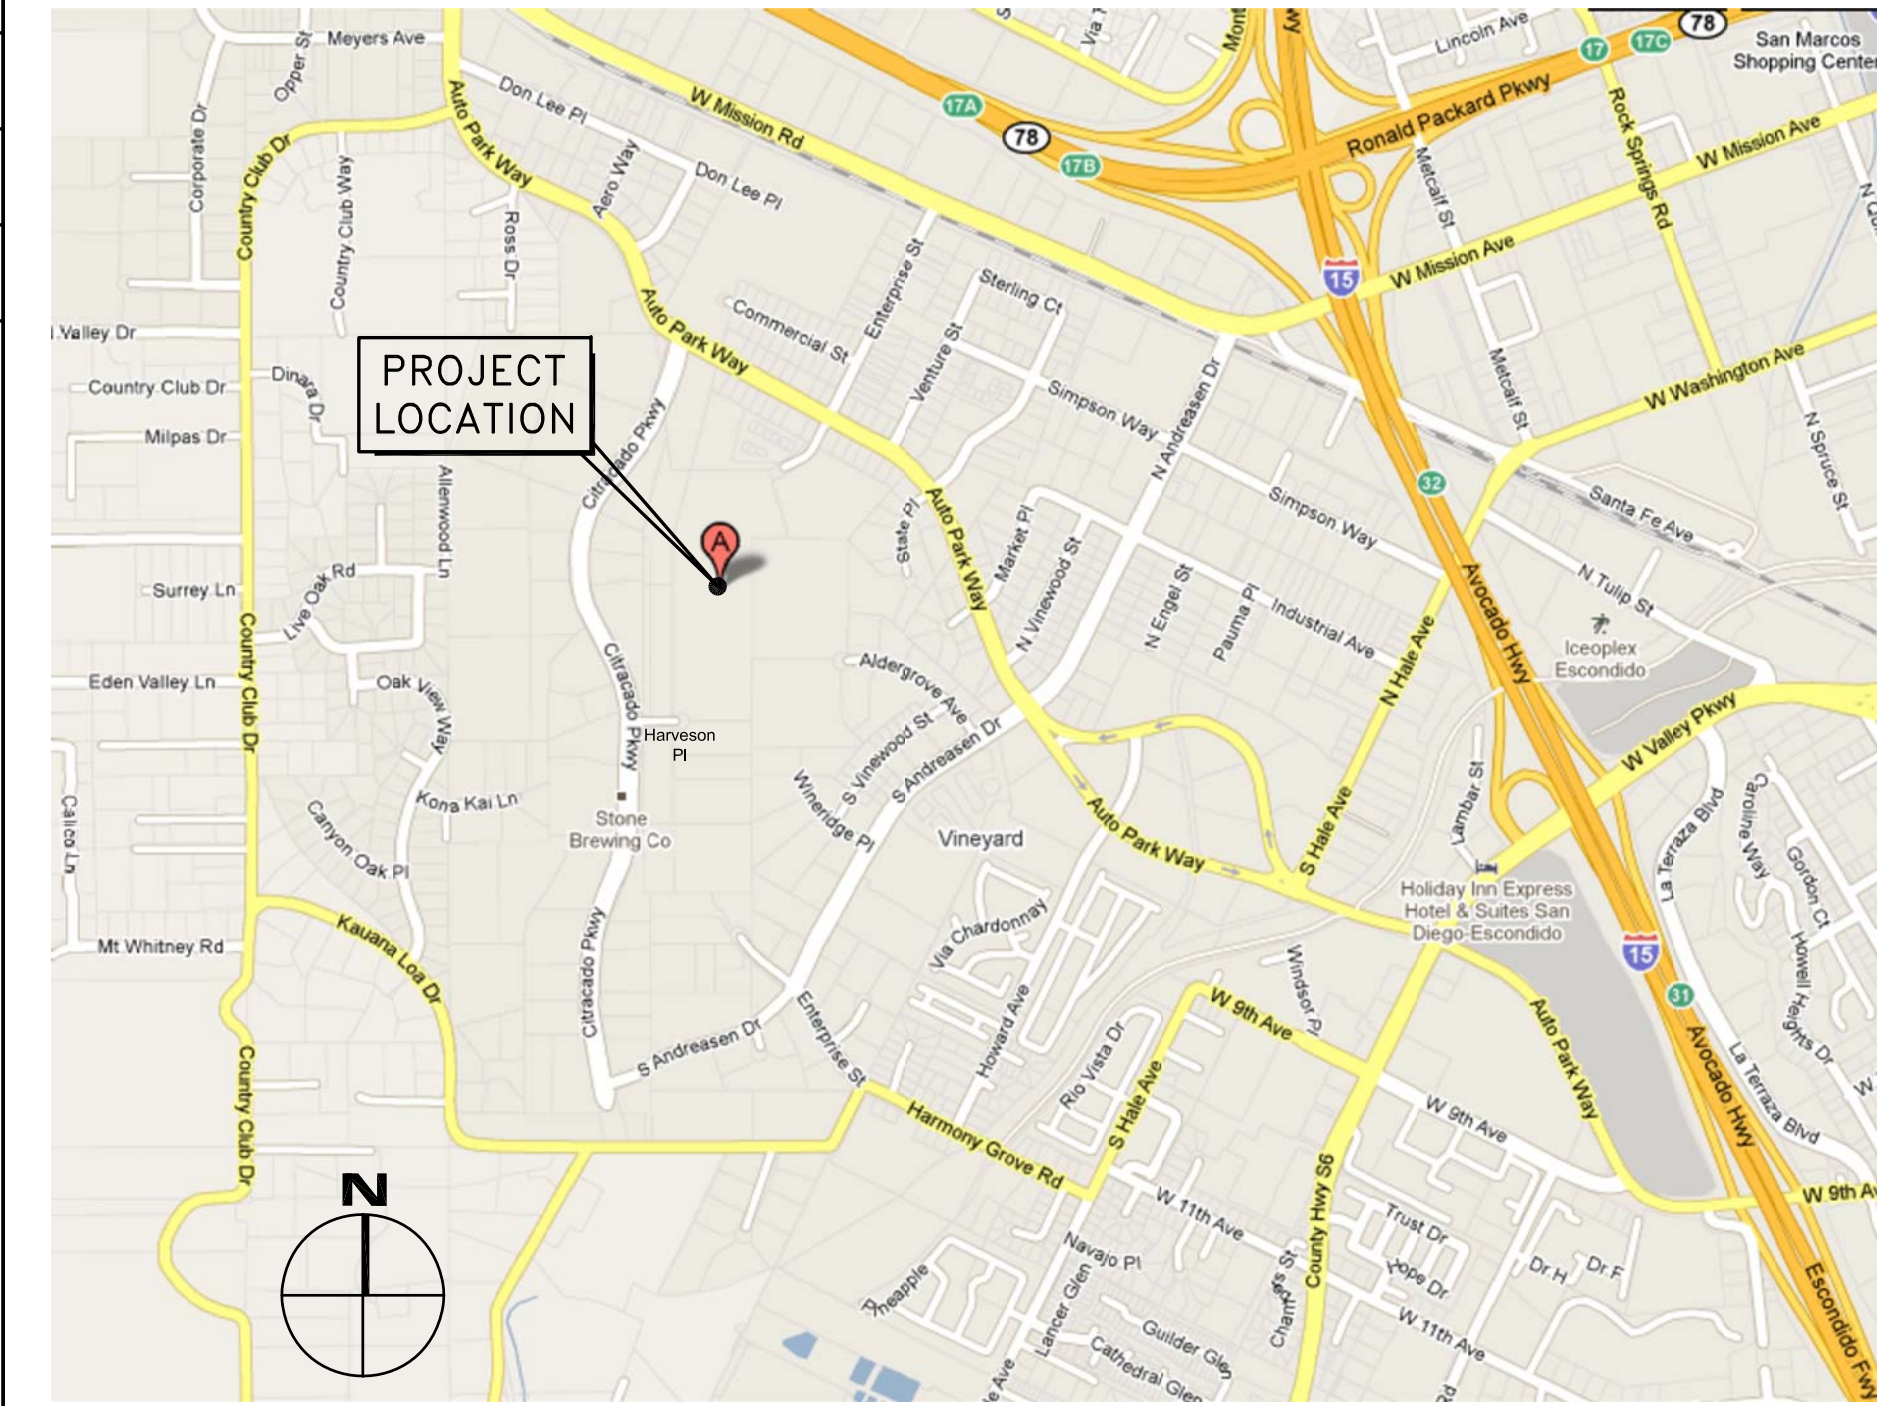 Meyers Ave
Opper St
Corporate Dr
Country Club Dr
Country Club Way
Auto Park Way
Don Lee Pl
Aero Way
Don Lee Pl
Ross Dr
W Mission Rd
17A
78
17B
Ronald Packard Pkwy
Lincoln Ave
17
17C
78
San Marcos
Shopping Center
Rock Springs Rd
W Mission Ave
Metcalf St
W Mission Ave
15
Valley Dr
Country Club Dr
Dinara Dr
Milpas Dr
PROJECT
LOCATION
Citracado Pkwy
Auto Park Way
Commercial St
Enterprise St
Sterling Ct
Venture St
Simpson Way
N Andreasen Dr
Simpson Way
Metcalf St
W Washington Ave
N Spruce St
32
Santa Fe Ave
N Tulip St
Allenwood Ln
A
State Pl
Auto Park Way
Market Pl
N Vinewood St
N Engel St
Pauma Pl
Industrial Ave
N Hale Ave
Avocado Hwy
Iceoplex
Escondido
Surrey Ln
Live Oak Rd
Country Club Dr
Eden Valley Ln
Oak View Way
Citracado Pkwy
Harveson
Pl
Aldergrove Ave
S Vinewood St
S Andreasen Dr
Wineridge Pl
Kona Kai Ln
Canyon Oak Pl
Calico Ln
Stone
Brewing Co
Vineyard
Auto Park Way
S Hale Ave
Lambar St
W Valley Pkwy
La Terraza Blvd
Caroline Way
Gordon Ct
Howell Heights Dr
Holiday Inn Express
Hotel & Suites San
Diego-Escondido
15
31
Mt Whitney Rd
Kauana Loa Dr
Citracado Pkwy
S Andreasen Dr
Enterprise St
Via Chardonnay
Howard Ave
Rio Vista Dr
S Hale Ave
W 9th Ave
Windsor Pl
Auto Park Way
Avocado Hwy
La Terraza Blvd
Country Club Dr
Harmony Grove Rd
W 9th Ave
W 9th Av
County Hwy S6
W 11th Ave
Trust Dr
Hope Dr
Dr H
Dr F
W 11th Ave
Navajo Pl
Lancer Glen
Pineapple
Guilder Glen
Cathedral Glen
Escondido Fwy
N